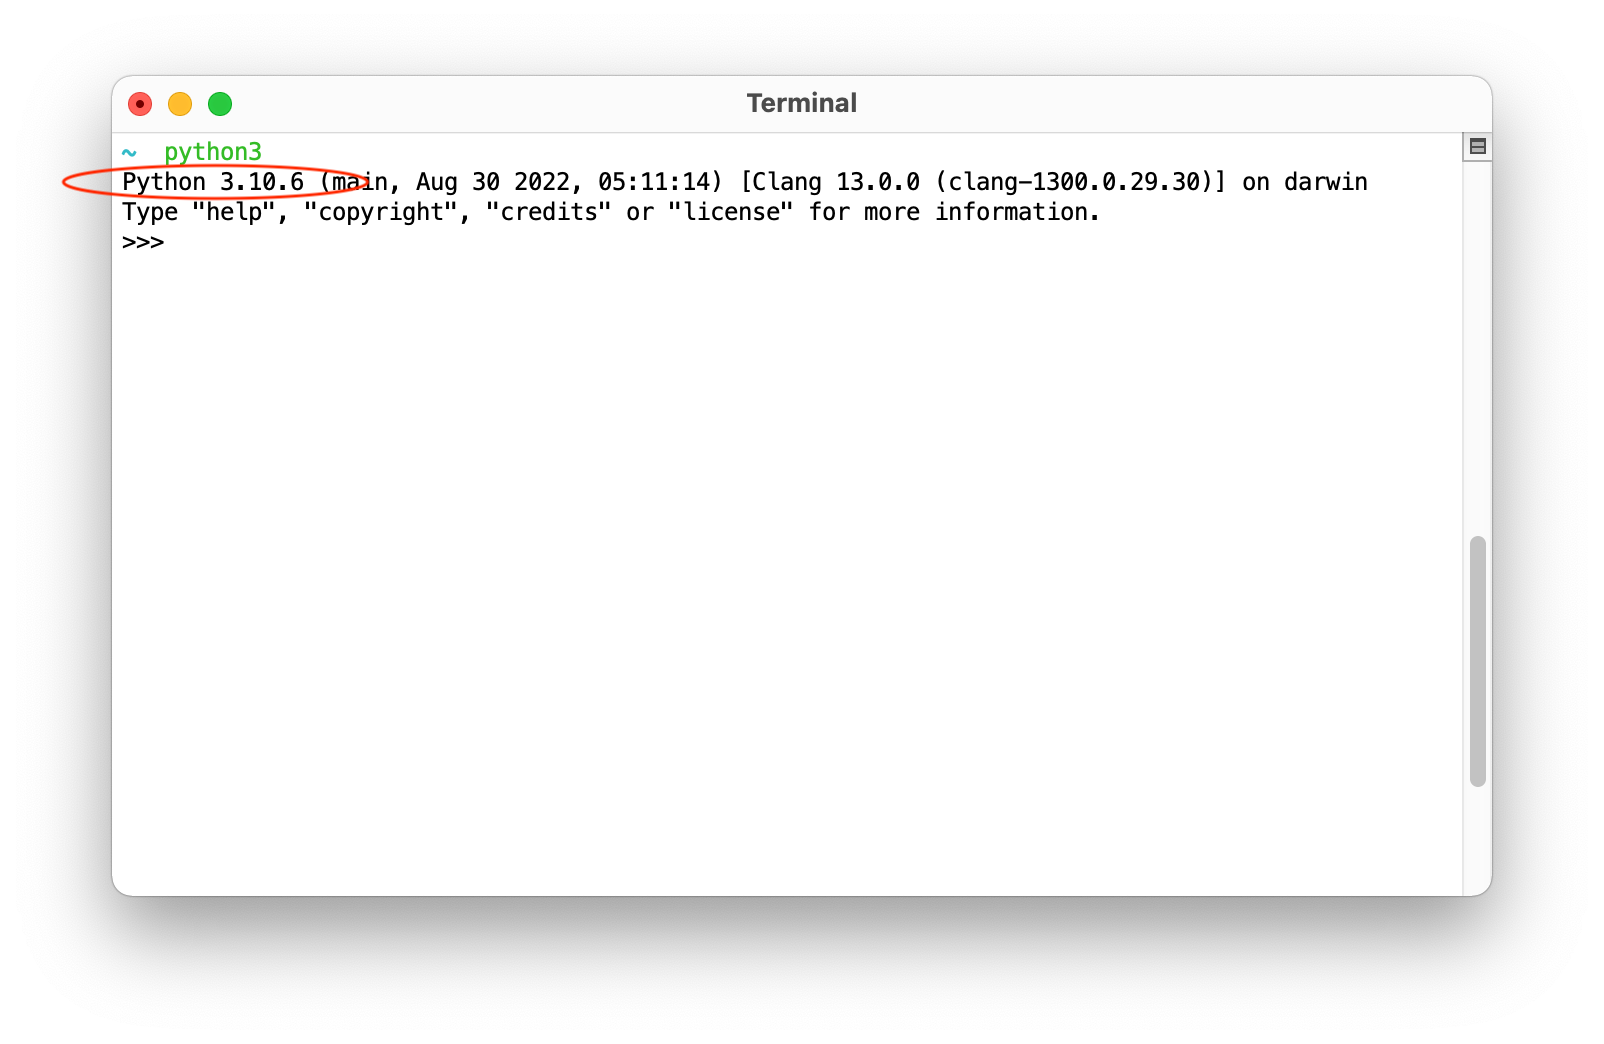 Terminal
~ python3
Python 3.10.6 (main, Aug 30 2022, 05:11:14) [Clang 13.0.0 (clang-1300.0.29.30)] on darwin
Type "help", "copyright", "credits" or "license" for more information.
>>>